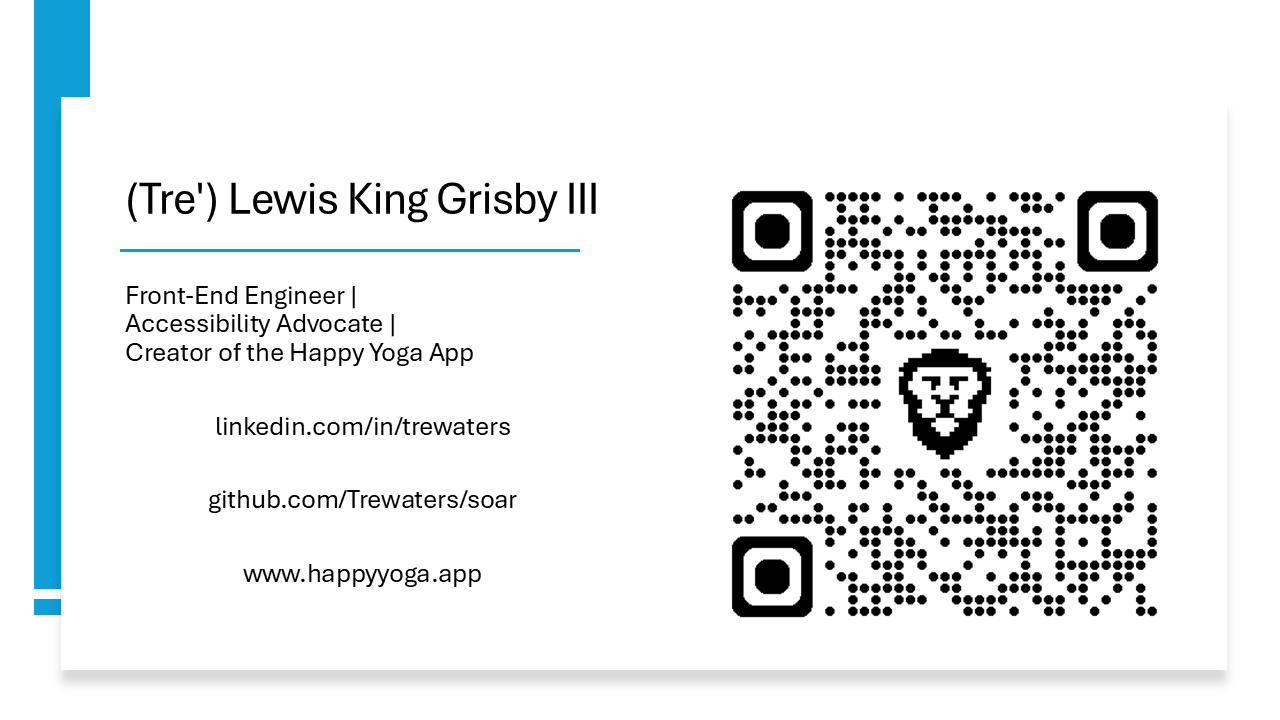 (Tre') Lewis King Grisby III
Front-End Engineer |
Accessibility Advocate |
Creator of the Happy Yoga App
linkedin.com/in/trewaters
github.com/Trewaters/soar
www.happyyoga.app